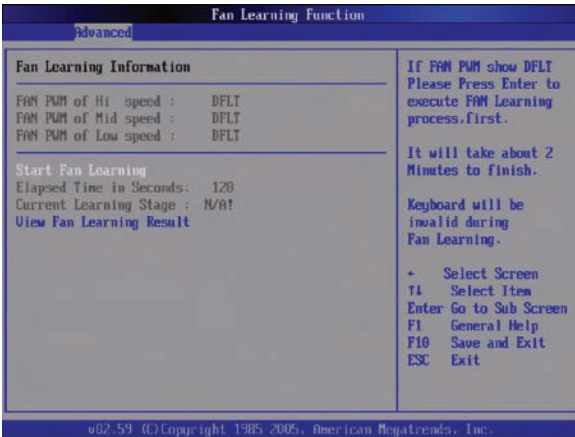 Fan Learning Function
Advanced
Fan Learning Information
FAN PWM of Hi speed : DFLT
FAN PWM of Mid speed : DFLT
FAN PWM of Low speed : DFLT
Start Fan Learning
Elapsed Time in Seconds: 120
Current Learning Stage : N/A!
View Fan Learning Result
If FAN PWM show DFLT
Please Press Enter to
execute FAN Learning
process,first.
It will take about 2
Minutes to finish.
Keyboard will be
invalid during
Fan Learning.
← Select Screen
↑↓ Select Item
Enter Go to Sub Screen
F1 General Help
F10 Save and Exit
ESC Exit
v02.59 (C)Copyright 1985-2005, American Megatrends, Inc.